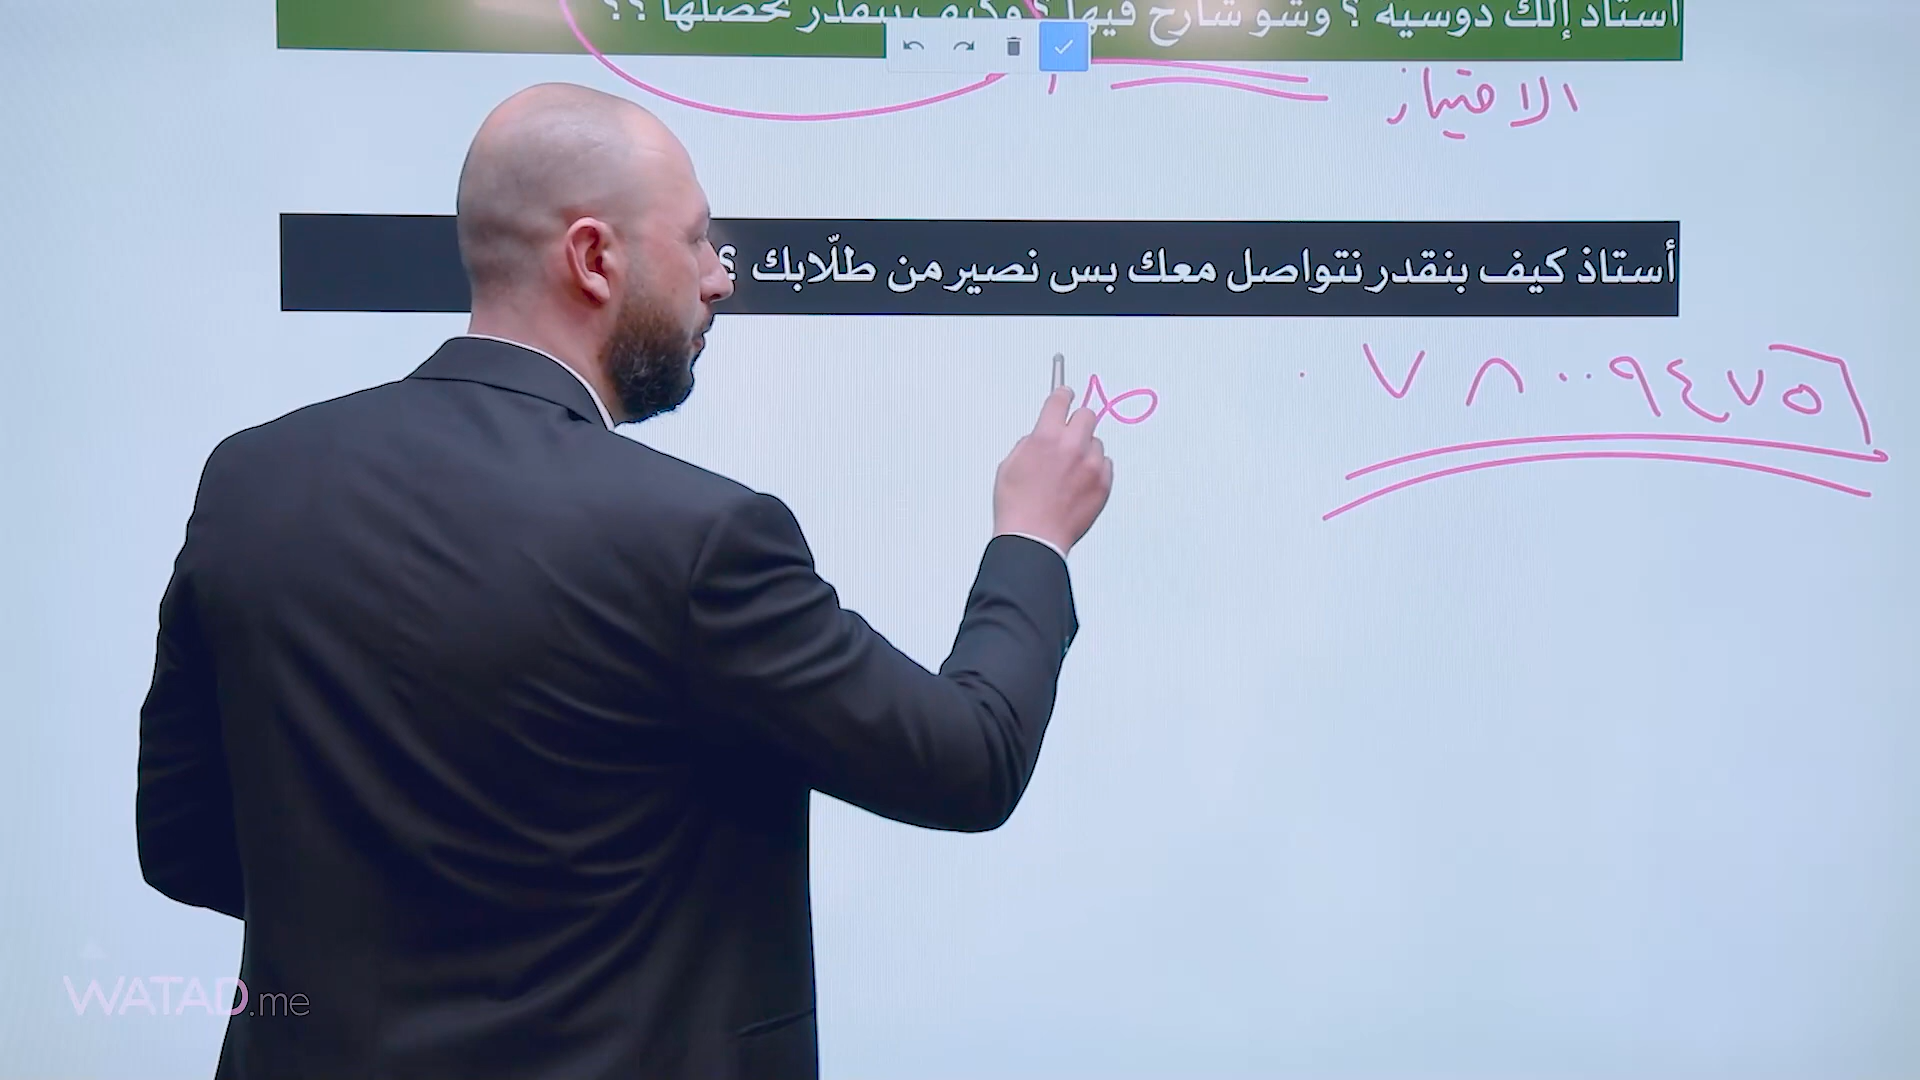 أستاذ إلك دوسيه ؟ وشو شارح فيها ؟ وكيف بنقدر نحصلها ؟؟
الامتياز
أستاذ كيف بنقدر نتواصل معك بس نصير من طلّابك ؟
٠٧٨٠٠٩٤٧٥٦
WATAD.me